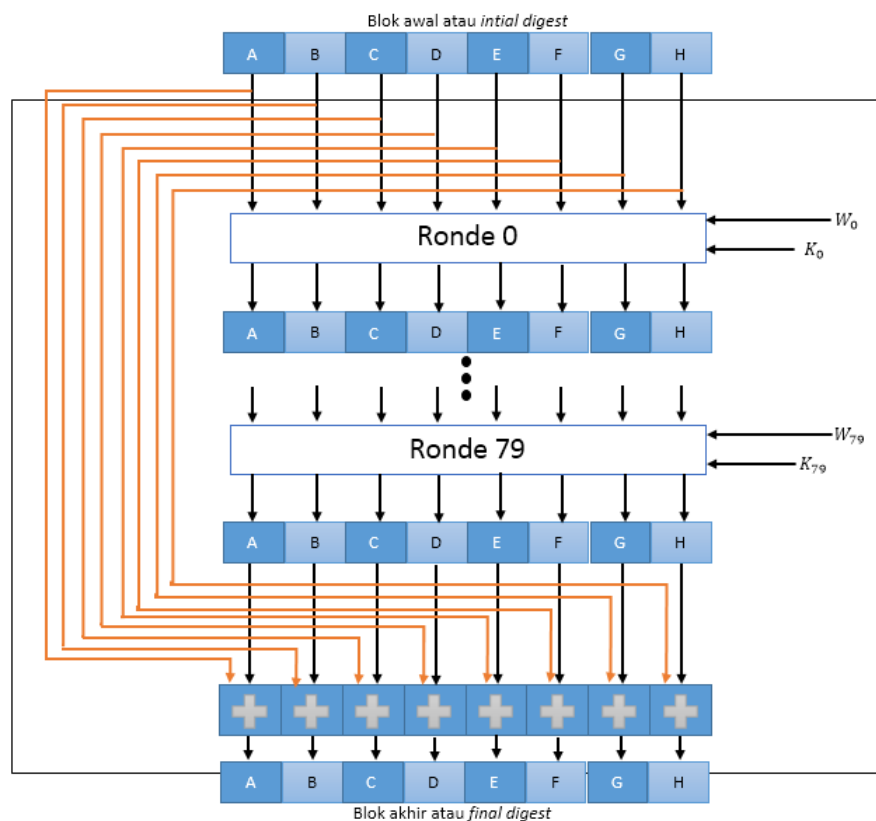 Blok awal atau intial digest
A B C D E F G H
Ronde 0
W₀
K₀
A B C D E F G H
Ronde 79
W₇₉
K₇₉
A B C D E F G H
A B C D E F G H
Blok akhir atau final digest